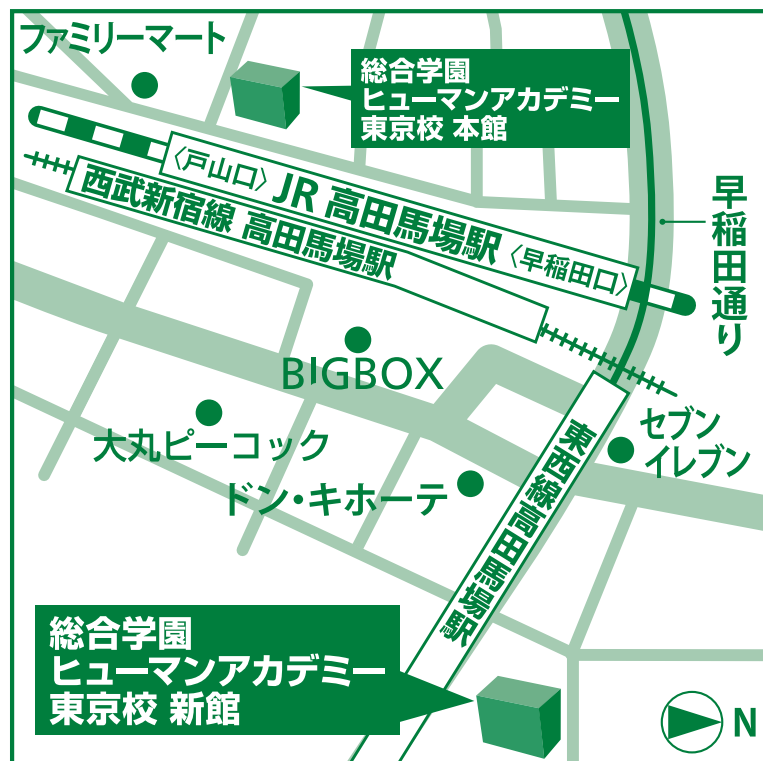 ファミリーマート
総合学園
ヒューマンアカデミー
東京校 本館
〈戸山口〉 JR 高田馬場駅 〈早稲田口〉
西武新宿線 高田馬場駅
早稲田通り
BIGBOX
大丸ピーコック
セブン
イレブン
ドン・キホーテ
東西線高田馬場駅
総合学園
ヒューマンアカデミー
東京校 新館
N